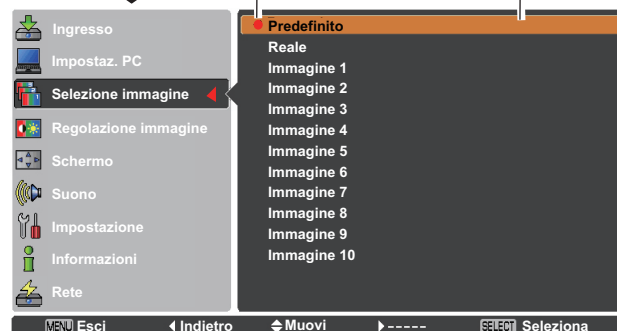 Ingresso
Impostaz. PC
Selezione immagine
Regolazione immagine
Schermo
Suono
Impostazione
Informazioni
Rete
Predefinito
Reale
Immagine 1
Immagine 2
Immagine 3
Immagine 4
Immagine 5
Immagine 6
Immagine 7
Immagine 8
Immagine 9
Immagine 10
MENU Esci Indietro Muovi ----- SELECT Seleziona